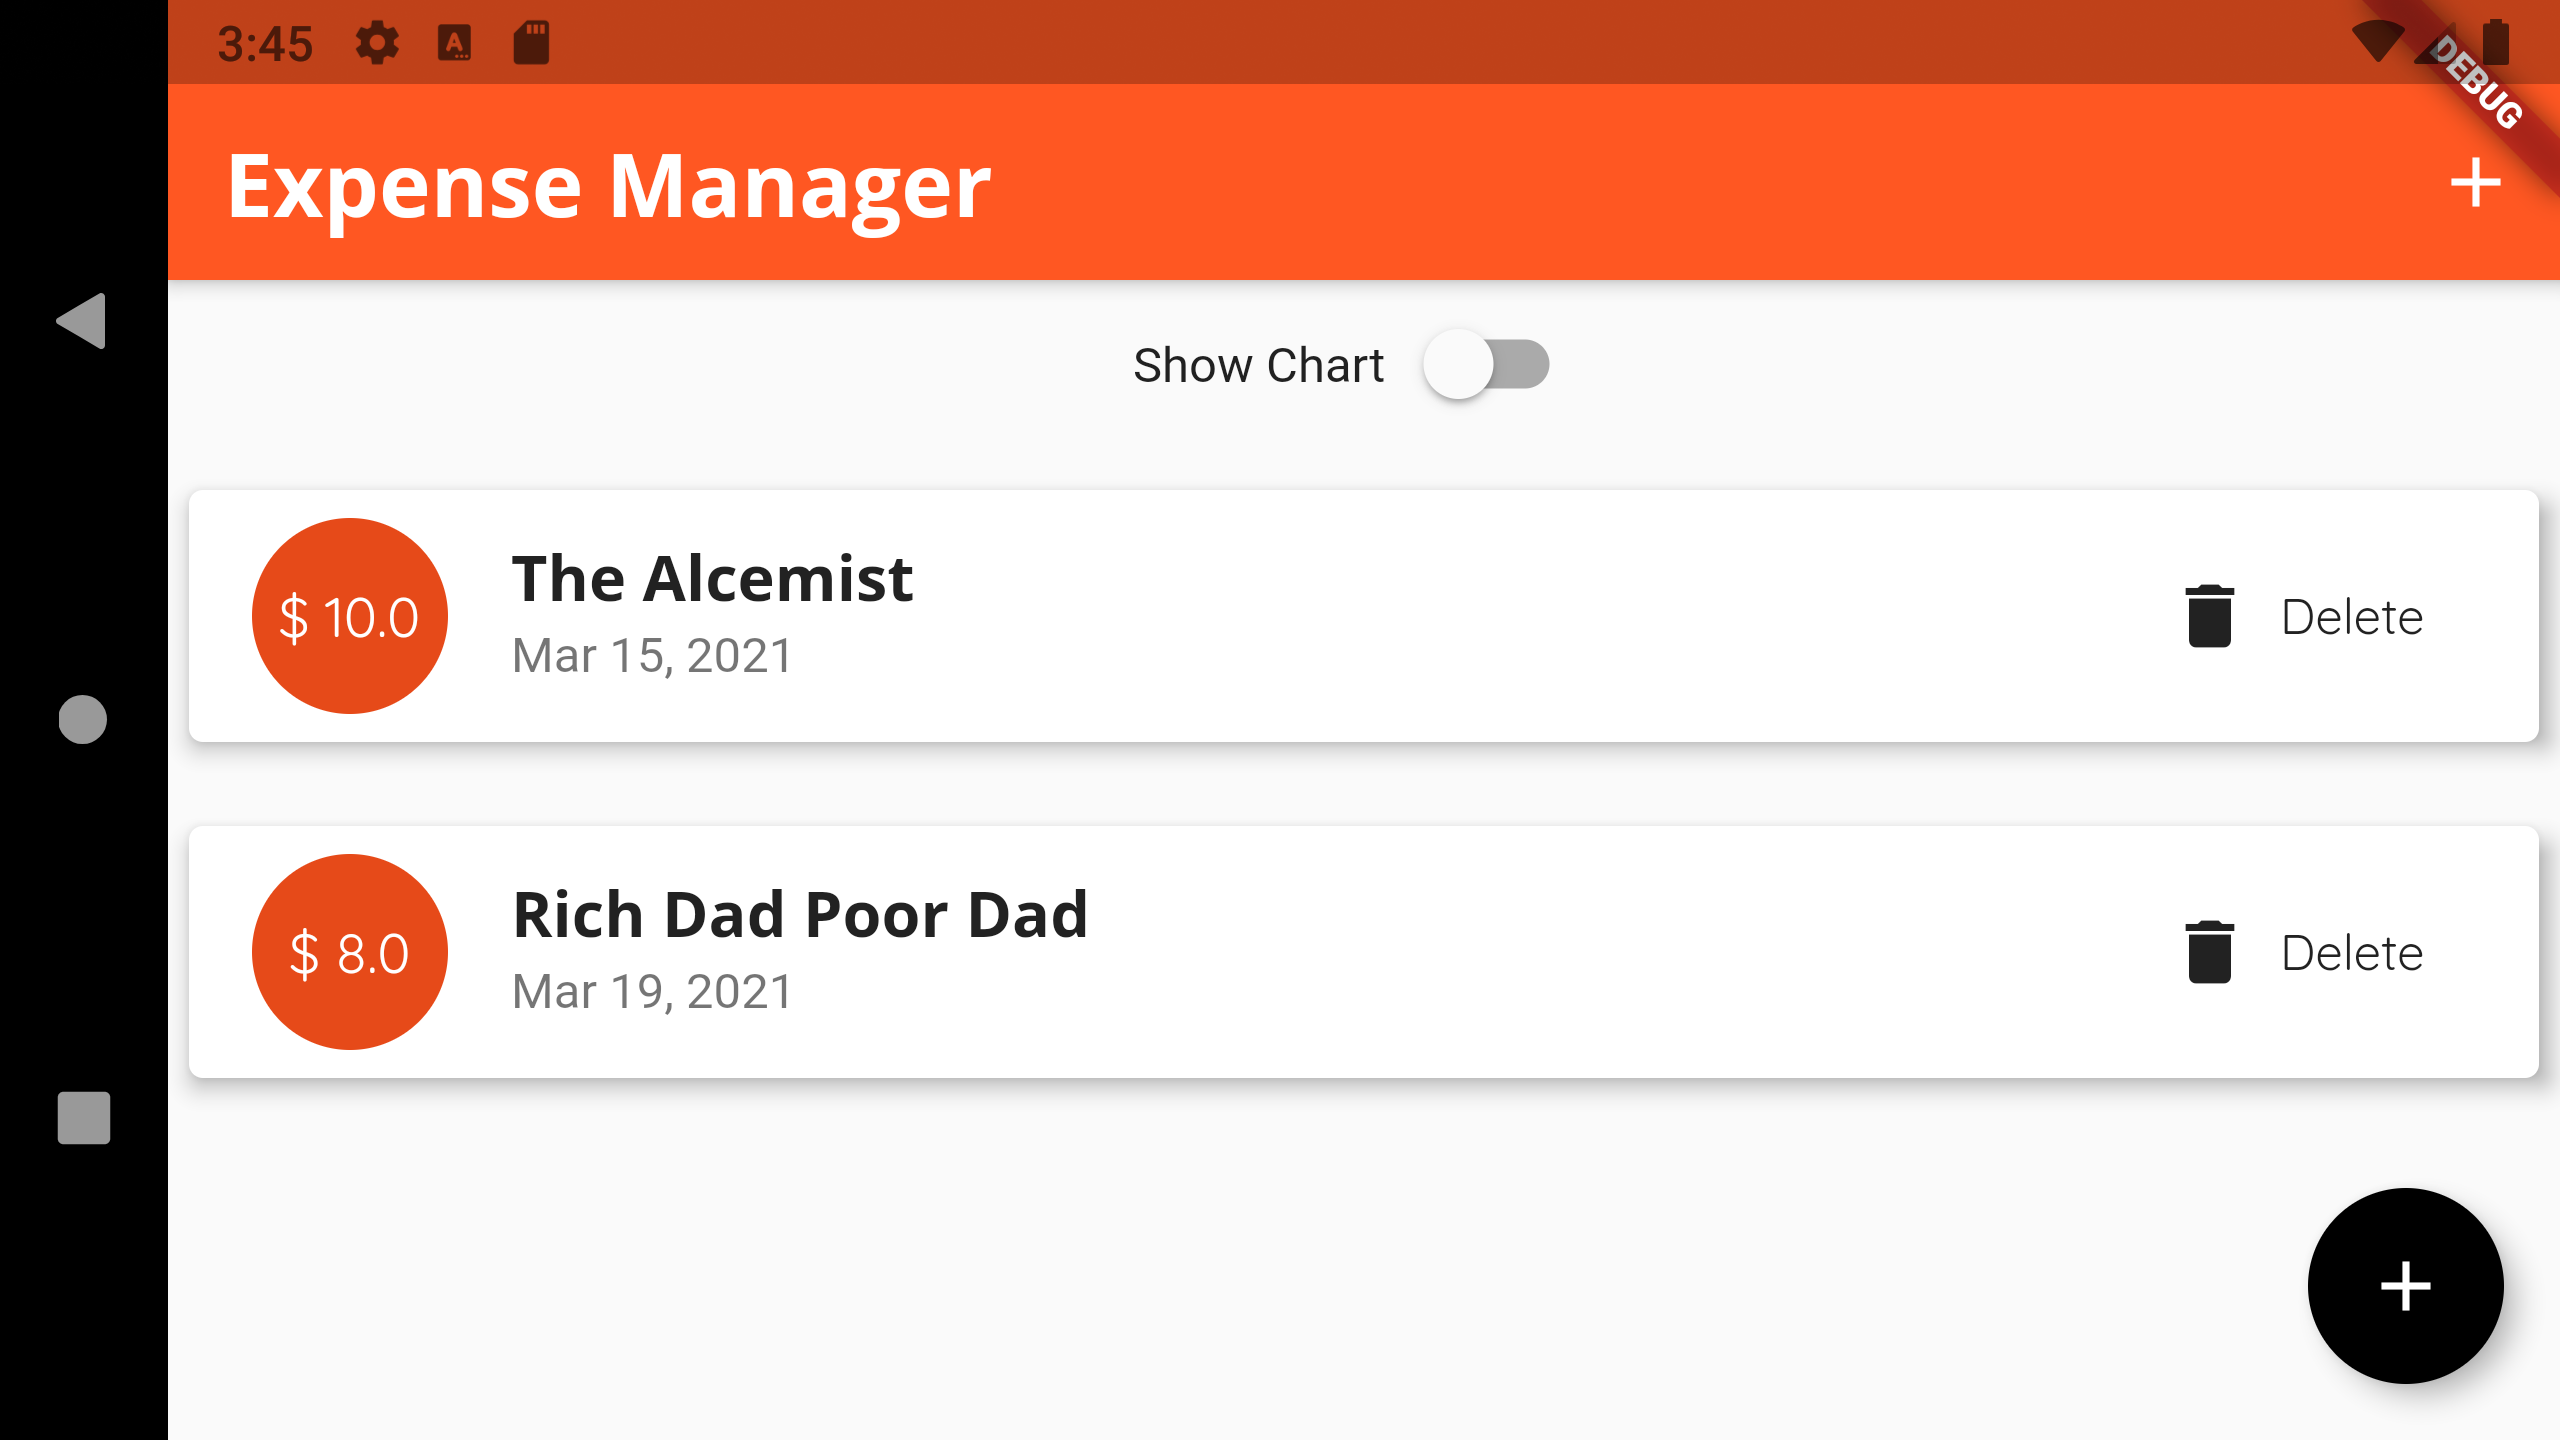 3:45
DEBUG
Expense Manager
Show Chart
$ 10.0
The Alcemist
Mar 15, 2021
Delete
$ 8.0
Rich Dad Poor Dad
Mar 19, 2021
Delete